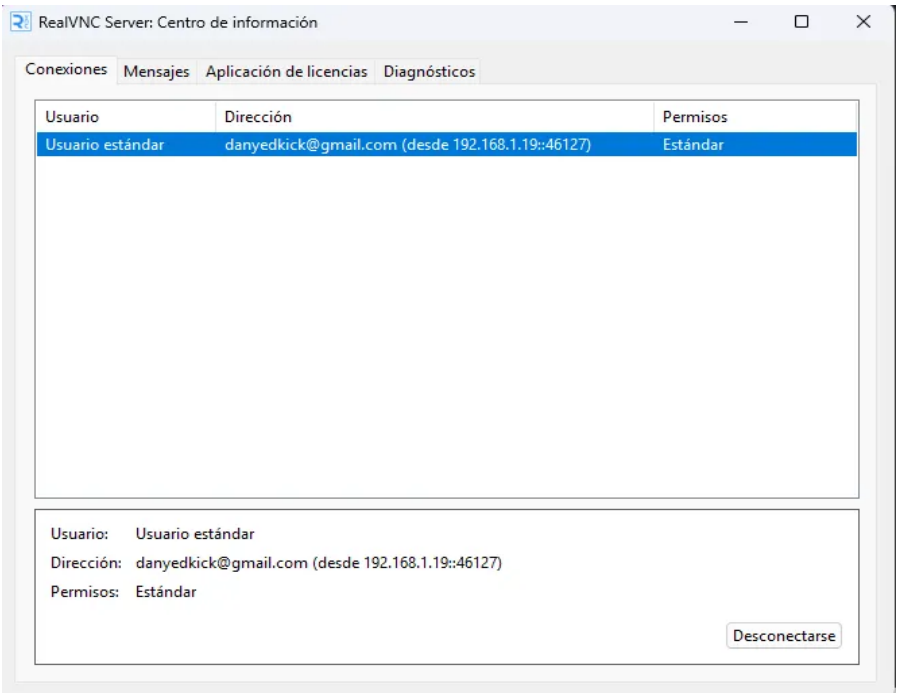 RealVNC Server: Centro de información
Conexiones Mensajes Aplicación de licencias Diagnósticos
Usuario Dirección Permisos
Usuario estándar danyedkick@gmail.com (desde 192.168.1.19::46127) Estándar
Usuario: Usuario estándar
Dirección: danyedkick@gmail.com (desde 192.168.1.19::46127)
Permisos: Estándar
Desconectarse